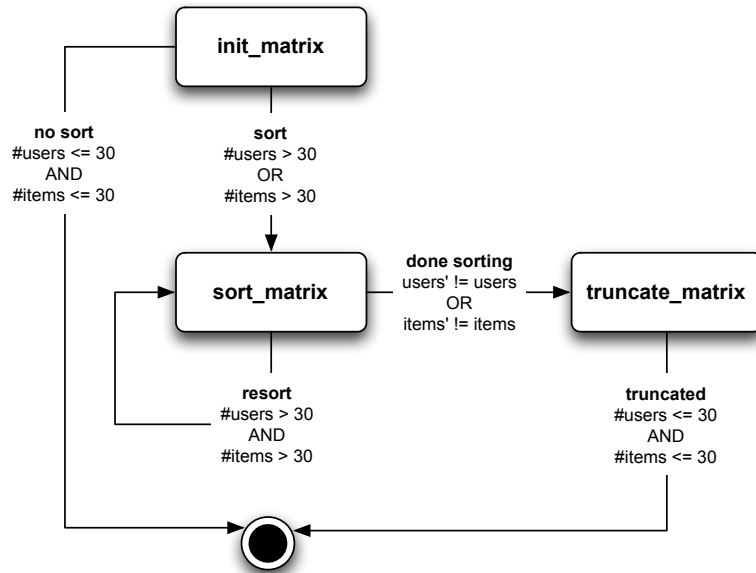 init_matrix
no sort
#users <= 30
AND
#items <= 30
sort
#users > 30
OR
#items > 30
sort_matrix
done sorting
users' != users
OR
items' != items
truncate_matrix
resort
#users > 30
AND
#items > 30
truncated
#users <= 30
AND
#items <= 30